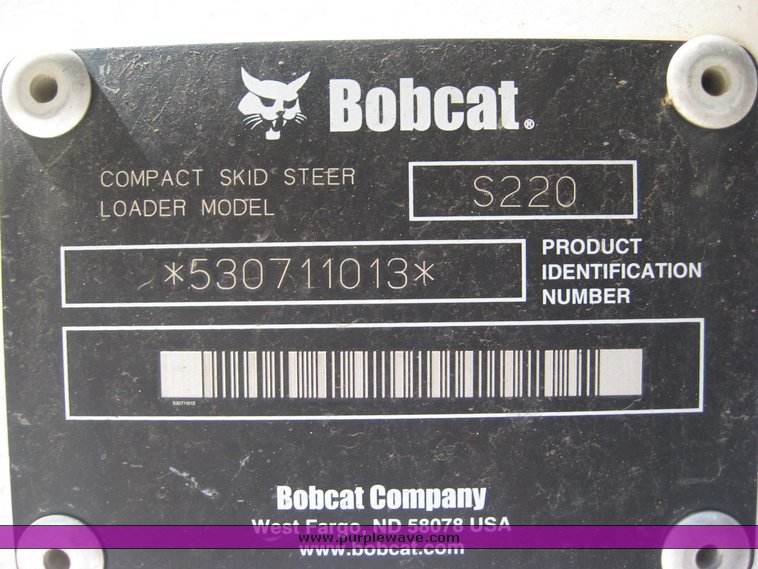 Bobcat®
COMPACT SKID STEER
LOADER MODEL
S220
*530711013*
PRODUCT
IDENTIFICATION
NUMBER
530711013
Bobcat Company
West Fargo, ND 58078 USA
www.purplewave.com
www.bobcat.com